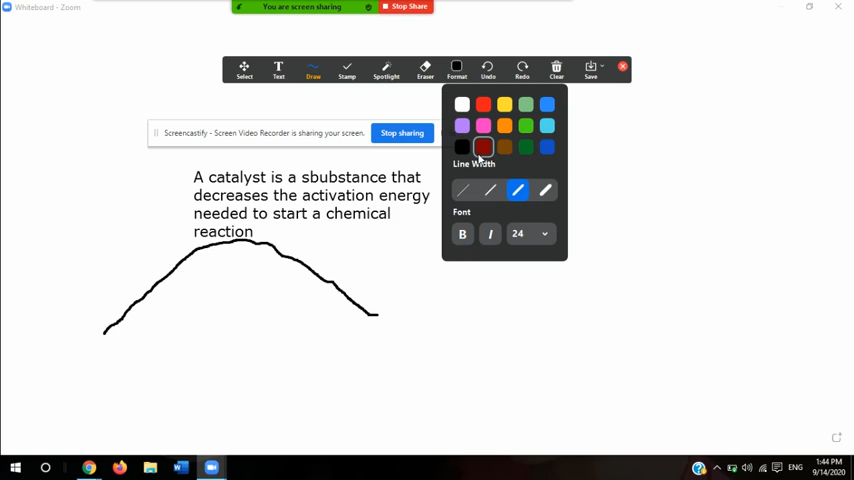 Whiteboard - Zoom
You are screen sharing
Stop Share
Select
Text
Draw
Stamp
Spotlight
Eraser
Format
Undo
Redo
Clear
Save
Screencastify - Screen Video Recorder is sharing your screen.
Stop sharing
Line Width
Font
B
I
24
A catalyst is a sbubstance that
decreases the activation energy
needed to start a chemical
reaction
ENG
1:44 PM
9/14/2020